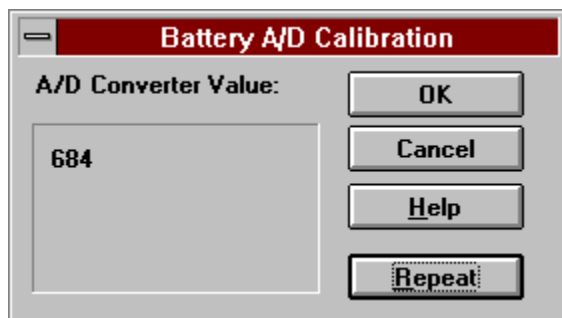 Battery A/D Calibration
A/D Converter Value:
684
OK
Cancel
Help
Repeat